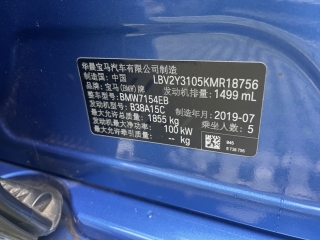 华晨宝马汽车有限公司制造
制造国: 中国 LBV2Y3105KMR18756
品牌: 宝马(BMW)牌 发动机排量: 1499 mL
整车型号: BMW7154EB
发动机型号: B38A15C 制造年月: 2019-07
最大允许总质量: 1855 kg 乘坐人数: 5
发动机最大净功率: 100 kW
最大允许牵引质量: -- kg